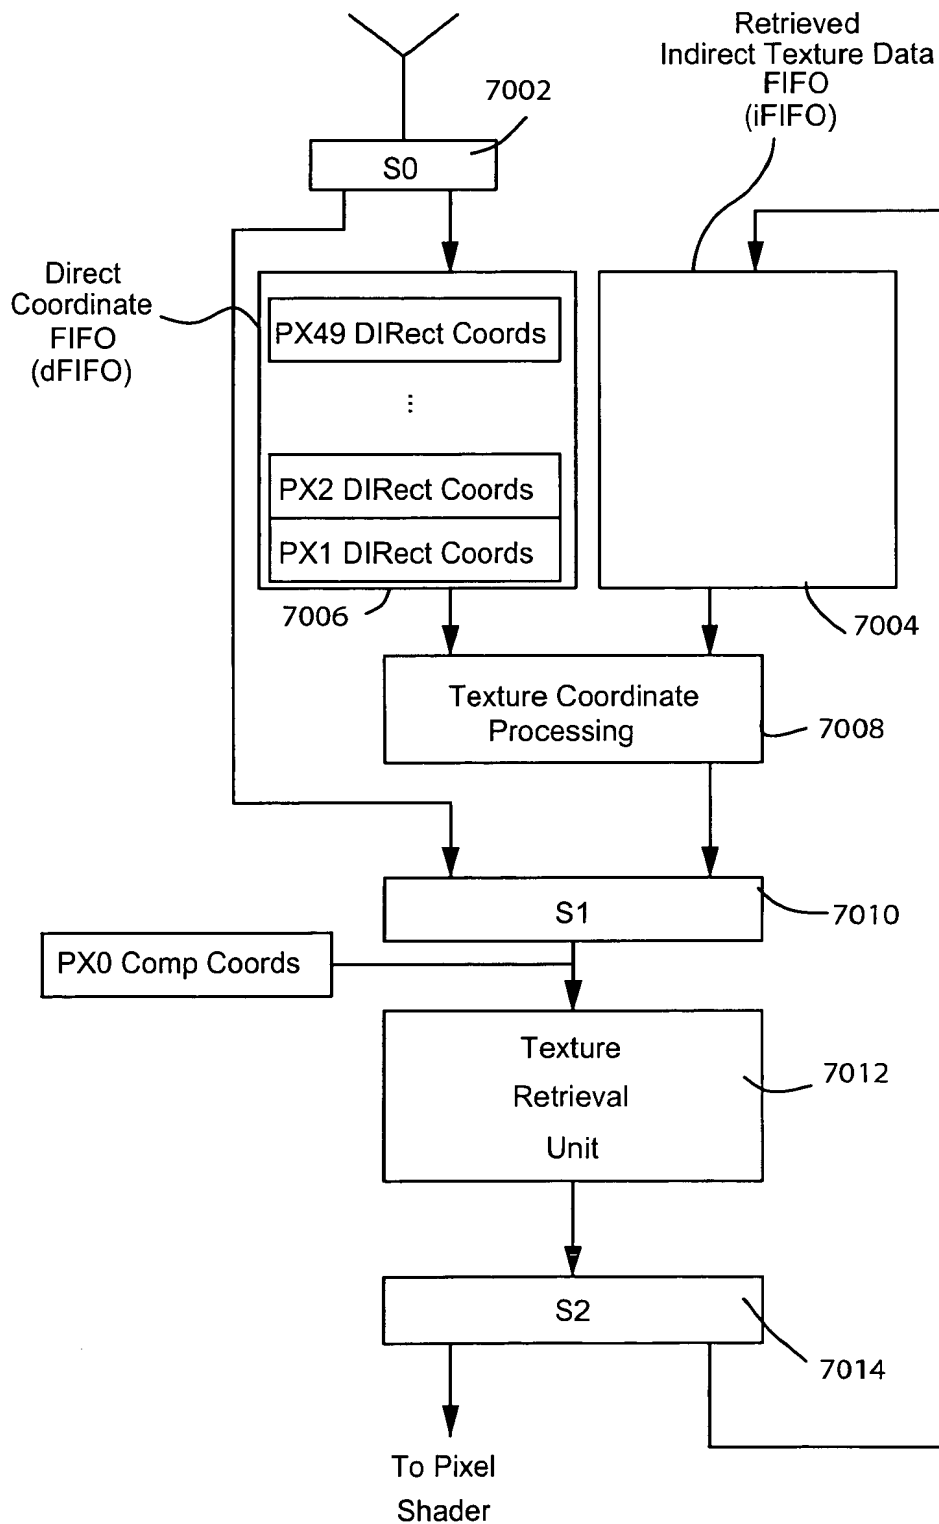 Retrieved
Indirect Texture Data
FIFO
(iFIFO)
7002
S0
Direct
Coordinate
FIFO
(dFIFO)
PX49 DIRect Coords
...
PX2 DIRect Coords
PX1 DIRect Coords
7006
7004
Texture Coordinate
Processing
7008
S1
7010
PX0 Comp Coords
Texture
Retrieval
Unit
7012
S2
7014
To Pixel
Shader